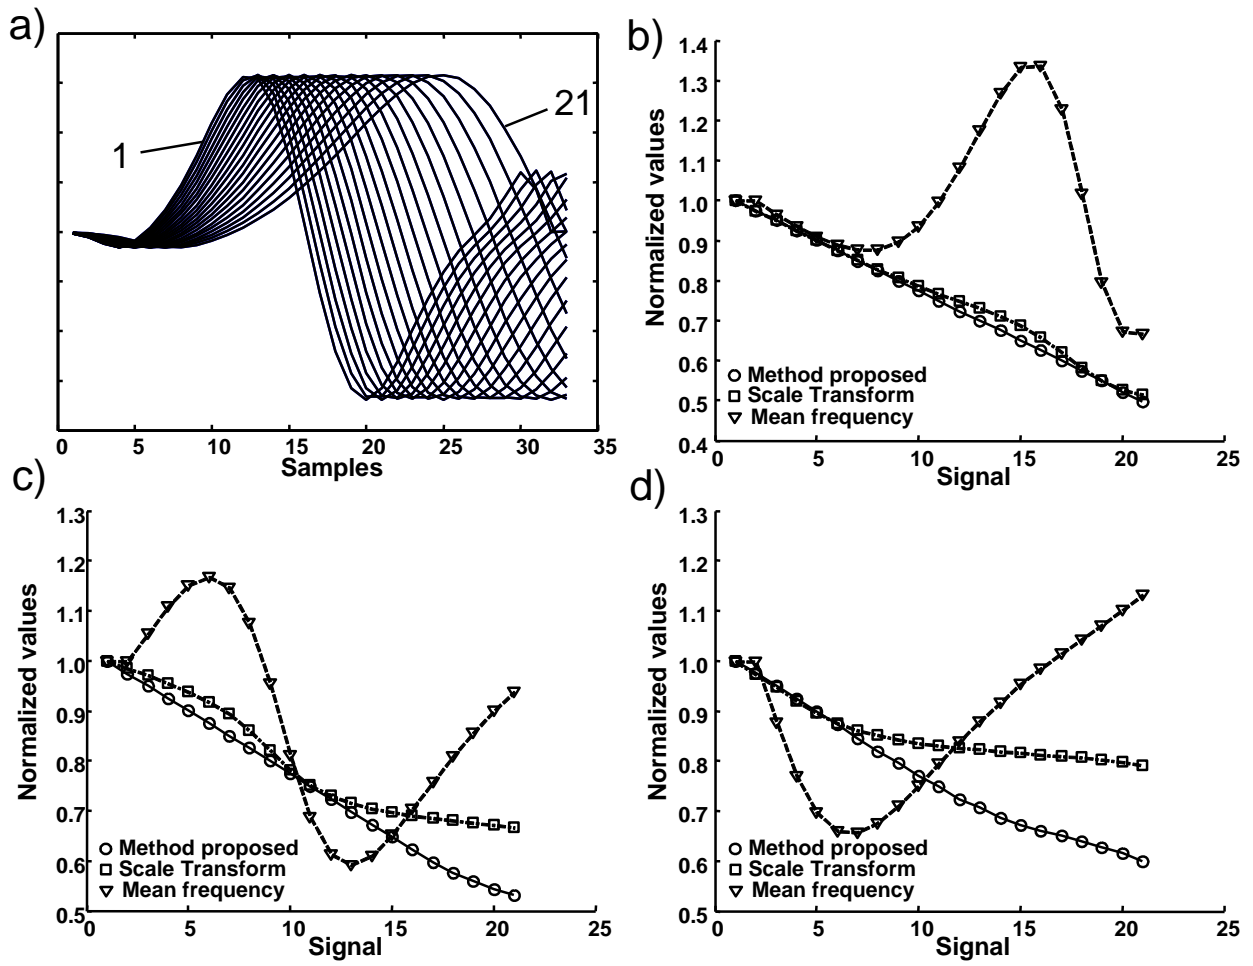 a)
1
21
0 5 10 15 20 25 30 35
Samples
b)
1.4
1.3
1.2
1.1
1.0
0.9
0.8
0.7
0.6
0.5
0.4
Normalized values
Method proposed
Scale Transform
Mean frequency
0 5 10 15 20 25
Signal
c)
1.3
1.2
1.1
1.0
0.9
0.8
0.7
0.6
0.5
Normalized values
Method proposed
Scale Transform
Mean frequency
0 5 10 15 20 25
Signal
d)
1.3
1.2
1.1
1.0
0.9
0.8
0.7
0.6
0.5
Normalized values
Method proposed
Scale Transform
Mean frequency
0 5 10 15 20 25
Signal